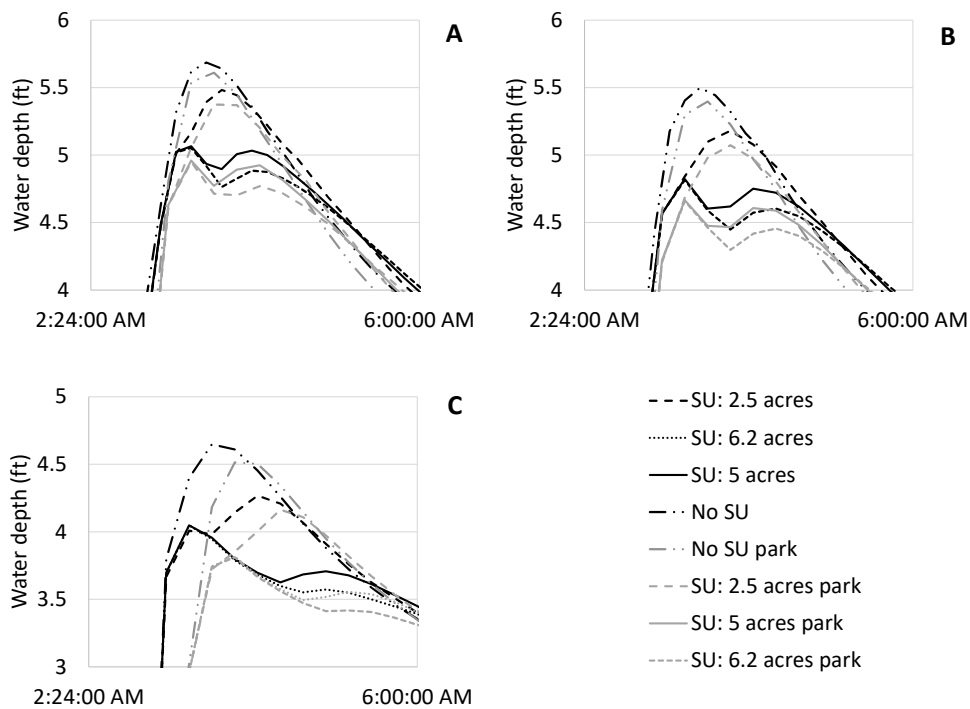 A
6
5.5
5
4.5
4
Water depth (ft)
2:24:00 AM
6:00:00 AM
B
6
5.5
5
4.5
4
Water depth (ft)
2:24:00 AM
6:00:00 AM
C
5
4.5
4
3.5
3
Water depth (ft)
2:24:00 AM
6:00:00 AM
SU: 2.5 acres
SU: 6.2 acres
SU: 5 acres
No SU
No SU park
SU: 2.5 acres park
SU: 5 acres park
SU: 6.2 acres park